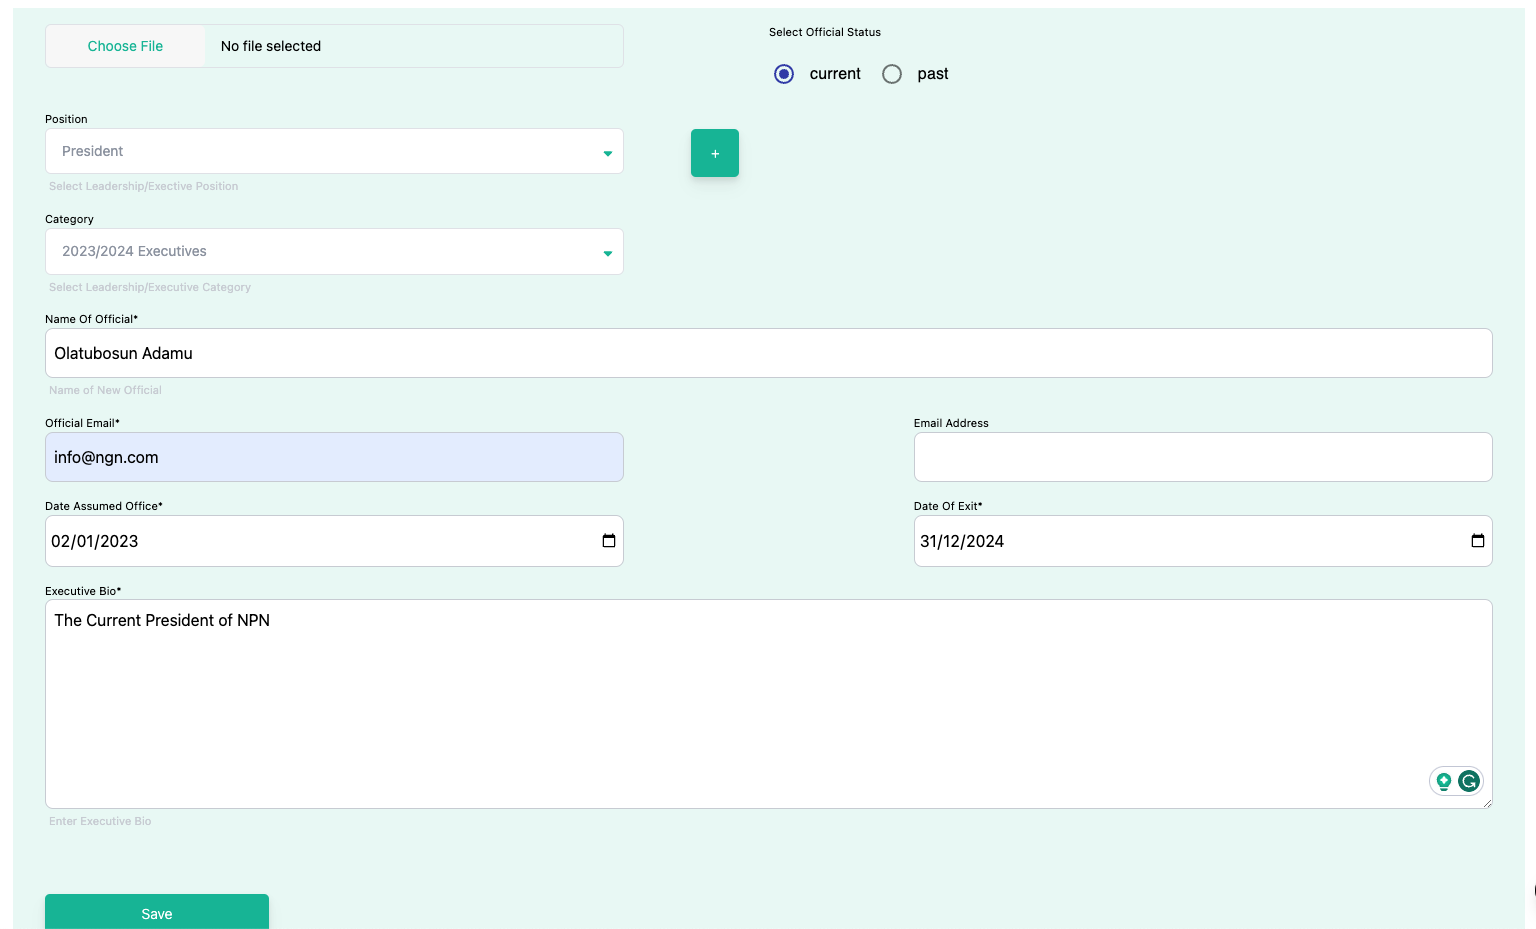 Choose File No file selected
Select Official Status
current past
Position
President
+
Select Leadership/Exective Position
Category
2023/2024 Executives
Select Leadership/Executive Category
Name Of Official*
Olatubosun Adamu
Name of New Official
Official Email* Email Address
info@ngn.com
Date Assumed Office* Date Of Exit*
02/01/2023 31/12/2024
Executive Bio*
The Current President of NPN
Enter Executive Bio
Save